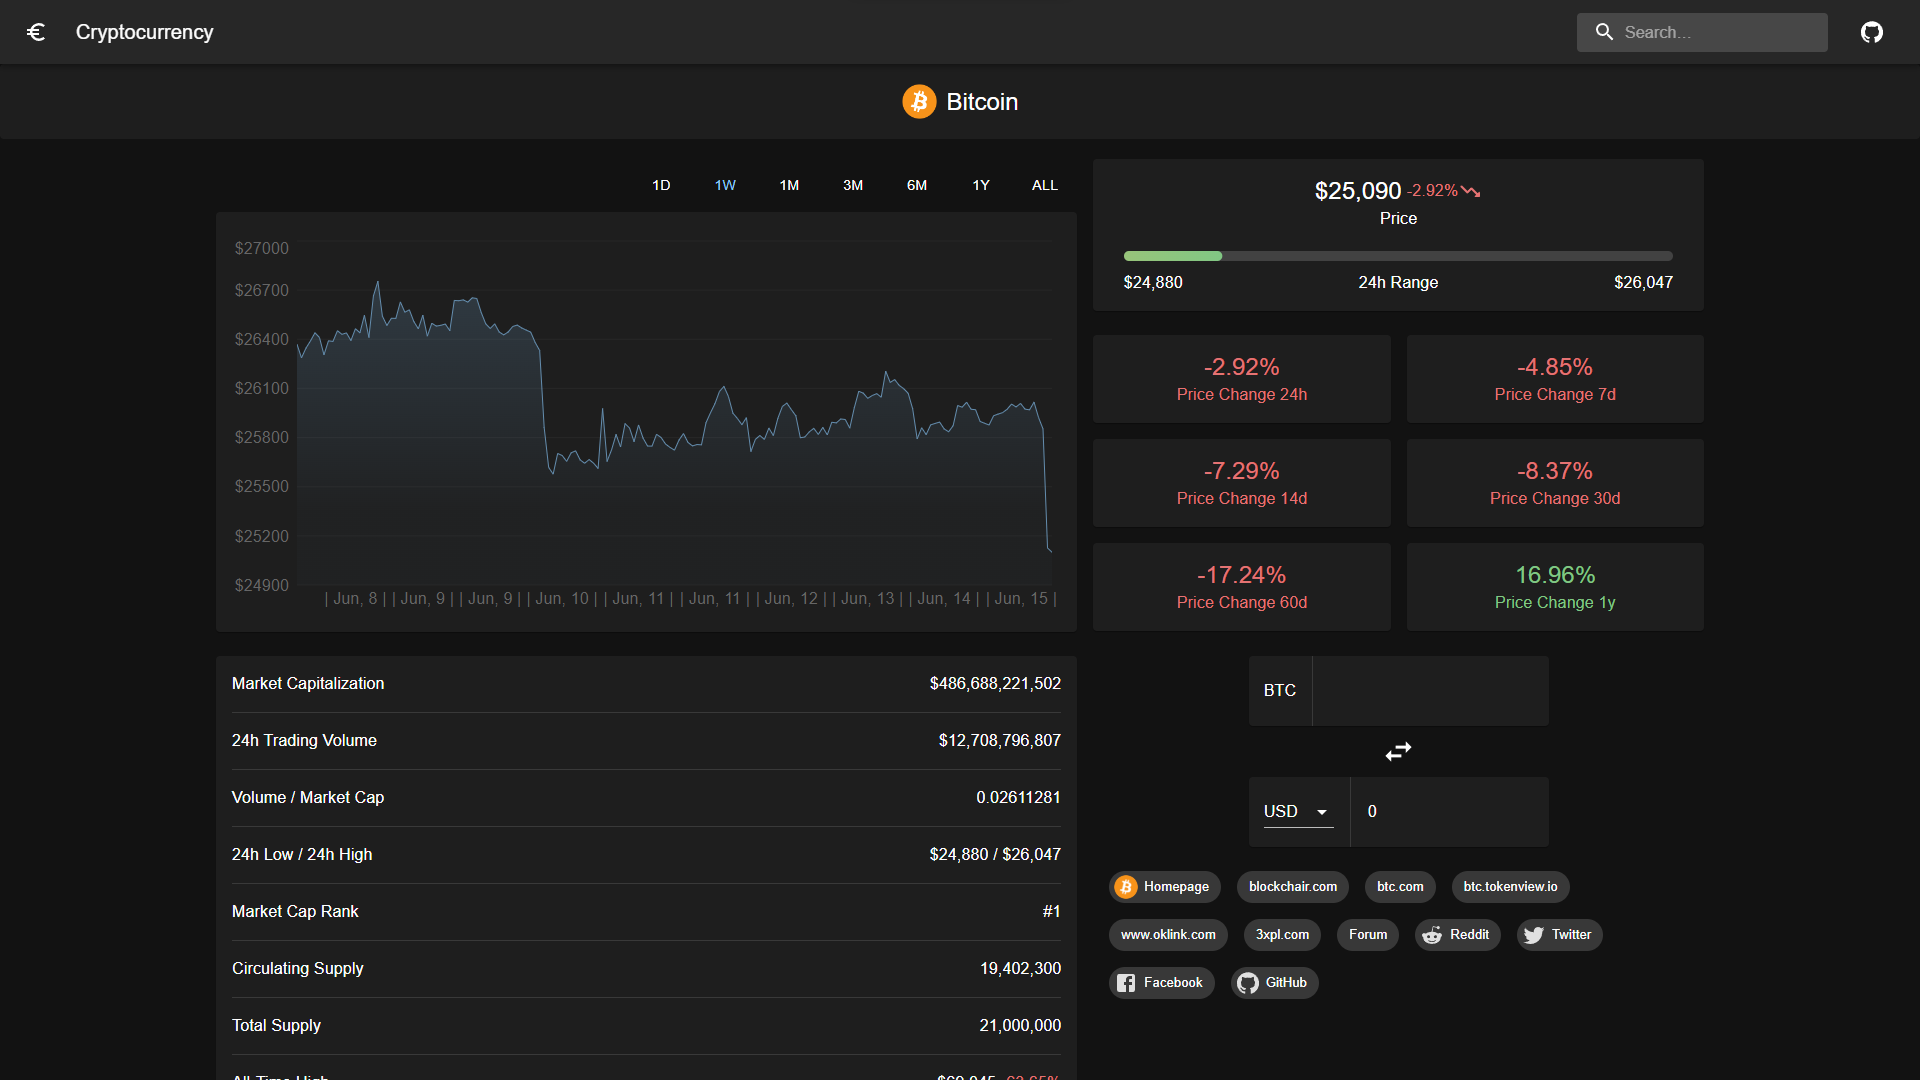 Cryptocurrency
Search…
Bitcoin
1D 1W 1M 3M 6M 1Y ALL
$27000
$26700
$26400
$26100
$25800
$25500
$25200
$24900
| Jun, 8 | | Jun, 9 | | Jun, 9 | | Jun, 10 | | Jun, 11 | | Jun, 11 | | Jun, 12 | | Jun, 13 | | Jun, 14 | | Jun, 15 |
$25,090 -2.92%
Price
$24,880 24h Range $26,047
-2.92%
Price Change 24h
-4.85%
Price Change 7d
-7.29%
Price Change 14d
-8.37%
Price Change 30d
-17.24%
Price Change 60d
16.96%
Price Change 1y
Market Capitalization $486,688,221,502
24h Trading Volume $12,708,796,807
Volume / Market Cap 0.02611281
24h Low / 24h High $24,880 / $26,047
Market Cap Rank #1
Circulating Supply 19,402,300
Total Supply 21,000,000
All-Time High
BTC
USD 0
Homepage blockchair.com btc.com btc.tokenview.io
www.oklink.com 3xpl.com Forum Reddit Twitter
Facebook GitHub